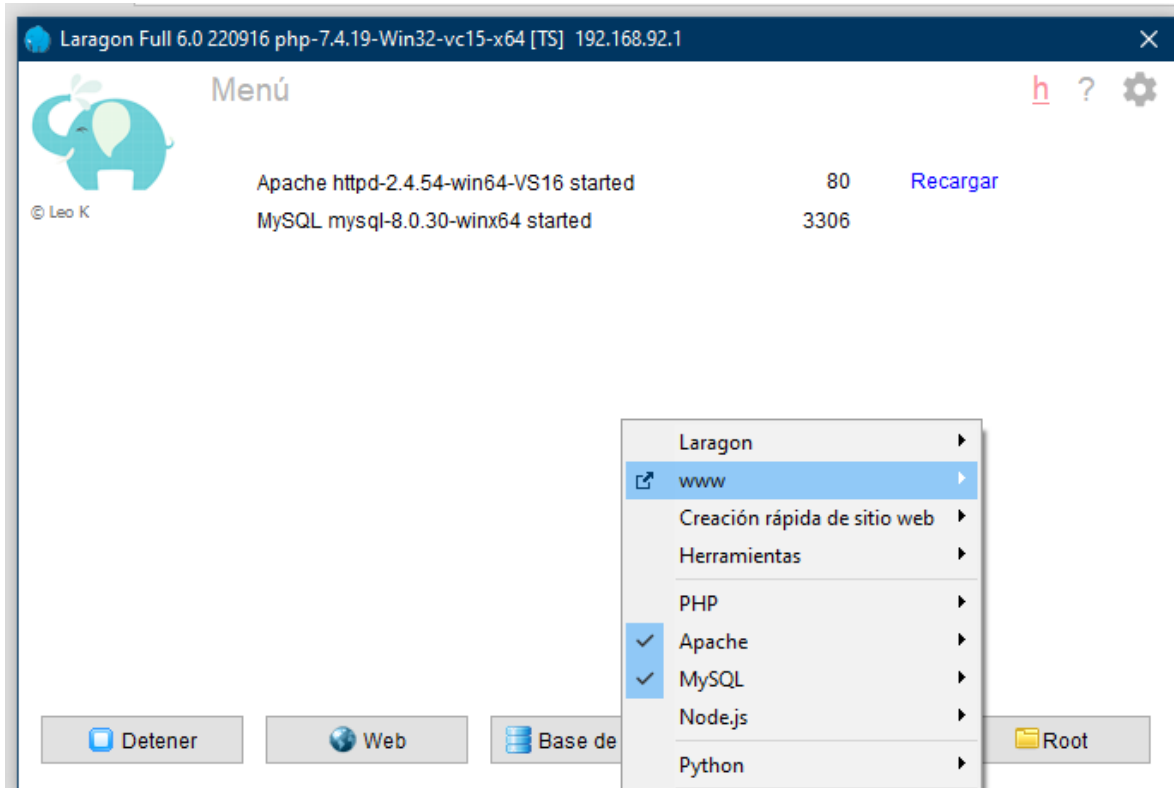 Laragon Full 6.0 220916 php-7.4.19-Win32-vc15-x64 [TS] 192.168.92.1
Menú
h ?
Apache httpd-2.4.54-win64-VS16 started 80 Recargar
© Leo K
MySQL mysql-8.0.30-winx64 started 3306
Laragon
www
Creación rápida de sitio web
Herramientas
PHP
Apache
MySQL
Node.js
Python
Detener Web Base de Root